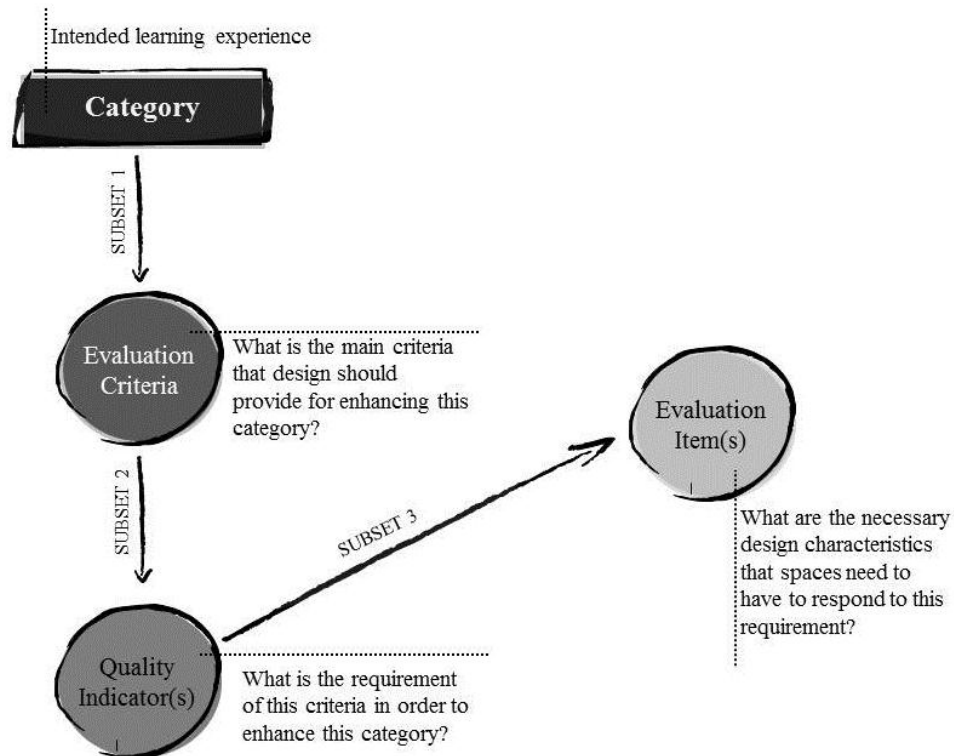 Intended learning experience
Category
SUBSET 1
Evaluation
Criteria
What is the main criteria
that design should
provide for enhancing this
category?
SUBSET 2
Quality
Indicator(s)
What is the requirement
of this criteria in order to
enhance this category?
SUBSET 3
Evaluation
Item(s)
What are the necessary
design characteristics
that spaces need to
have to respond to this
requirement?